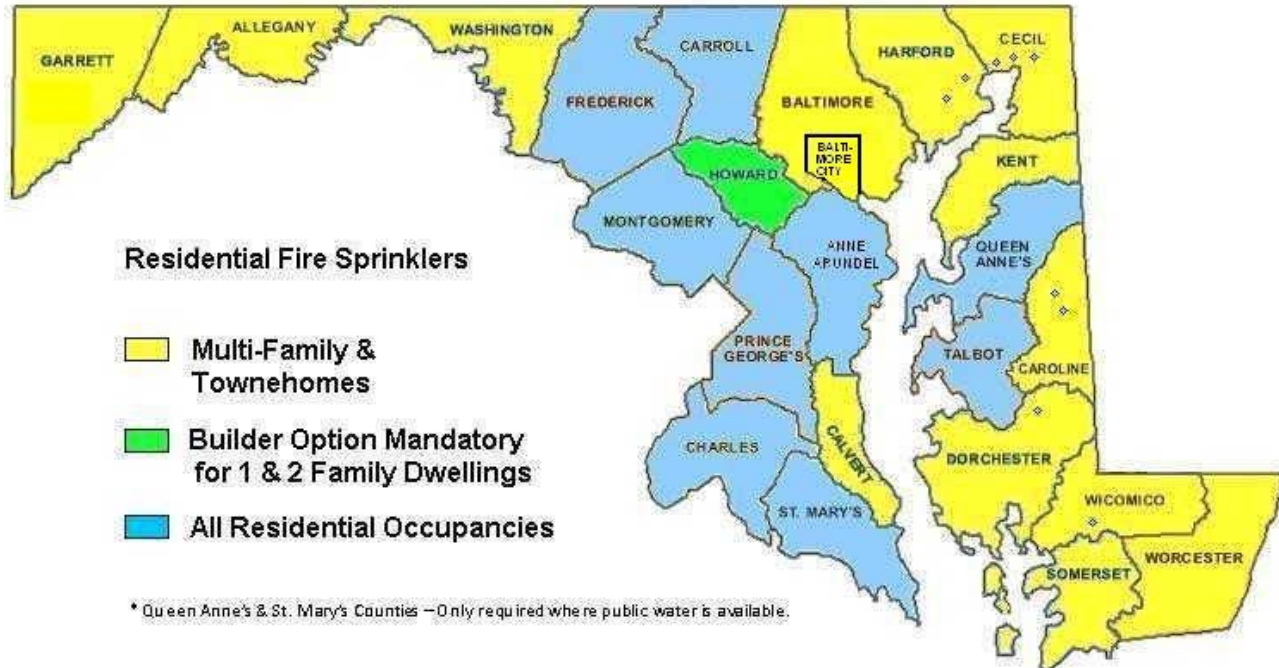 ALLEGANY
WASHINGTON
GARRETT
CARROLL
HARFORD
CECIL
FREDERICK
BALTIMORE
BALTI-
MORE
CITY
KENT
HOWARD
MONTGOMERY
ANNE
ARUNDEL
QUEEN
ANNE'S
Residential Fire Sprinklers
PRINCE
GEORGE'S
TALBOT
CAROLINE
Multi-Family &
Townehomes
CHARLES
CALVERT
DORCHESTER
Builder Option Mandatory
for 1 & 2 Family Dwellings
ST. MARY'S
WICOMICO
All Residential Occupancies
WORCESTER
SOMERSET
* Queen Anne's & St. Mary's Counties – Only required where public water is available.